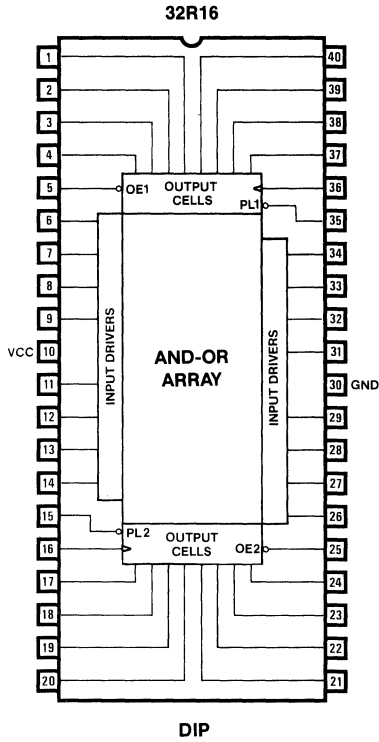 32R16
1 40
2 39
3 38
4 37
5 OE1 OUTPUT CELLS 36
6 PL1 35
7 34
8 33
9 32
VCC 10 31
INPUT DRIVERS
AND-OR
ARRAY
INPUT DRIVERS
11 30 GND
12 29
13 28
14 27
15 26
16 PL2 OUTPUT CELLS OE2 25
17 24
18 23
19 22
20 21
DIP